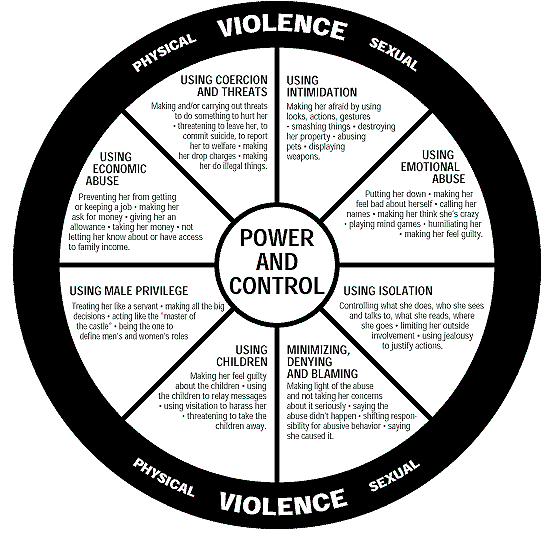 PHYSICAL VIOLENCE SEXUAL
USING COERCION
AND THREATS
Making and/or carrying out threats
to do something to hurt her
• threatening to leave her, to
commit suicide, to report
her to welfare • making
her drop charges • making
her do illegal things.
USING
INTIMIDATION
Making her afraid by using
looks, actions, gestures
• smashing things • destroying
her property • abusing
pets • displaying
weapons.
USING
ECONOMIC
ABUSE
Preventing her from getting
or keeping a job • making her
ask for money • giving her an
allowance • taking her money • not
letting her know about or have access
to family income.
USING
EMOTIONAL
ABUSE
Putting her down • making her
feel bad about herself • calling her
names • making her think she's crazy
• playing mind games • humiliating her
• making her feel guilty.
POWER
AND
CONTROL
USING MALE PRIVILEGE
Treating her like a servant • making all the big
decisions • acting like the "master of
the castle" • being the one to
define men's and women's roles
USING ISOLATION
Controlling what she does, who she sees
and talks to, what she reads, where
she goes • limiting her outside
involvement • using jealousy
to justify actions.
USING
CHILDREN
Making her feel guilty
about the children • using
the children to relay messages
• using visitation to harass her
• threatening to take the
children away.
MINIMIZING,
DENYING
AND BLAMING
Making light of the abuse
and not taking her concerns
about it seriously • saying the
abuse didn't happen • shifting respon-
sibility for abusive behavior • saying
she caused it.
PHYSICAL VIOLENCE SEXUAL